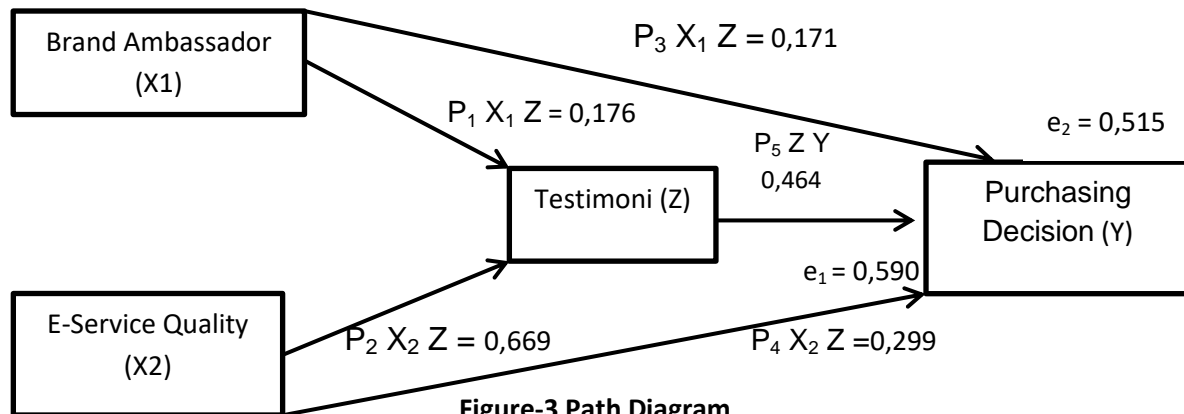 Brand Ambassador
(X1)
P₃ X₁ Z = 0,171
P₁ X₁ Z = 0,176
e₂ = 0,515
P₅ Z Y
0,464
Testimoni (Z)
Purchasing
Decision (Y)
e₁ = 0,590
E-Service Quality
(X2)
P₂ X₂ Z = 0,669
P₄ X₂ Z =0,299
Figure-3 Path Diagram